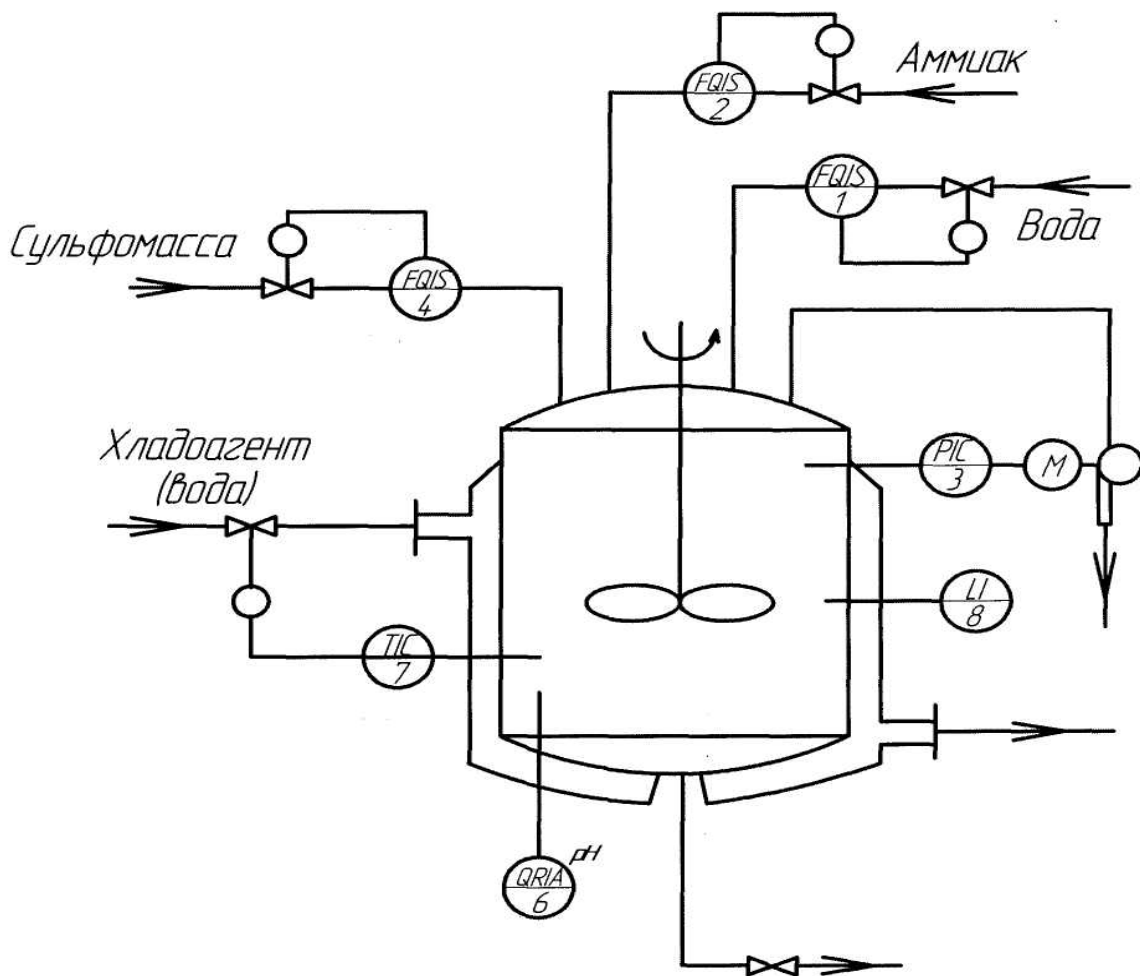 FQIS
2
Аммиак
FQIS
1
Вода
Сульфомасса
FQIS
4
Хладоагент
(вода)
PIC
3
M
LI
8
TIC
7
pH
QRIA
6